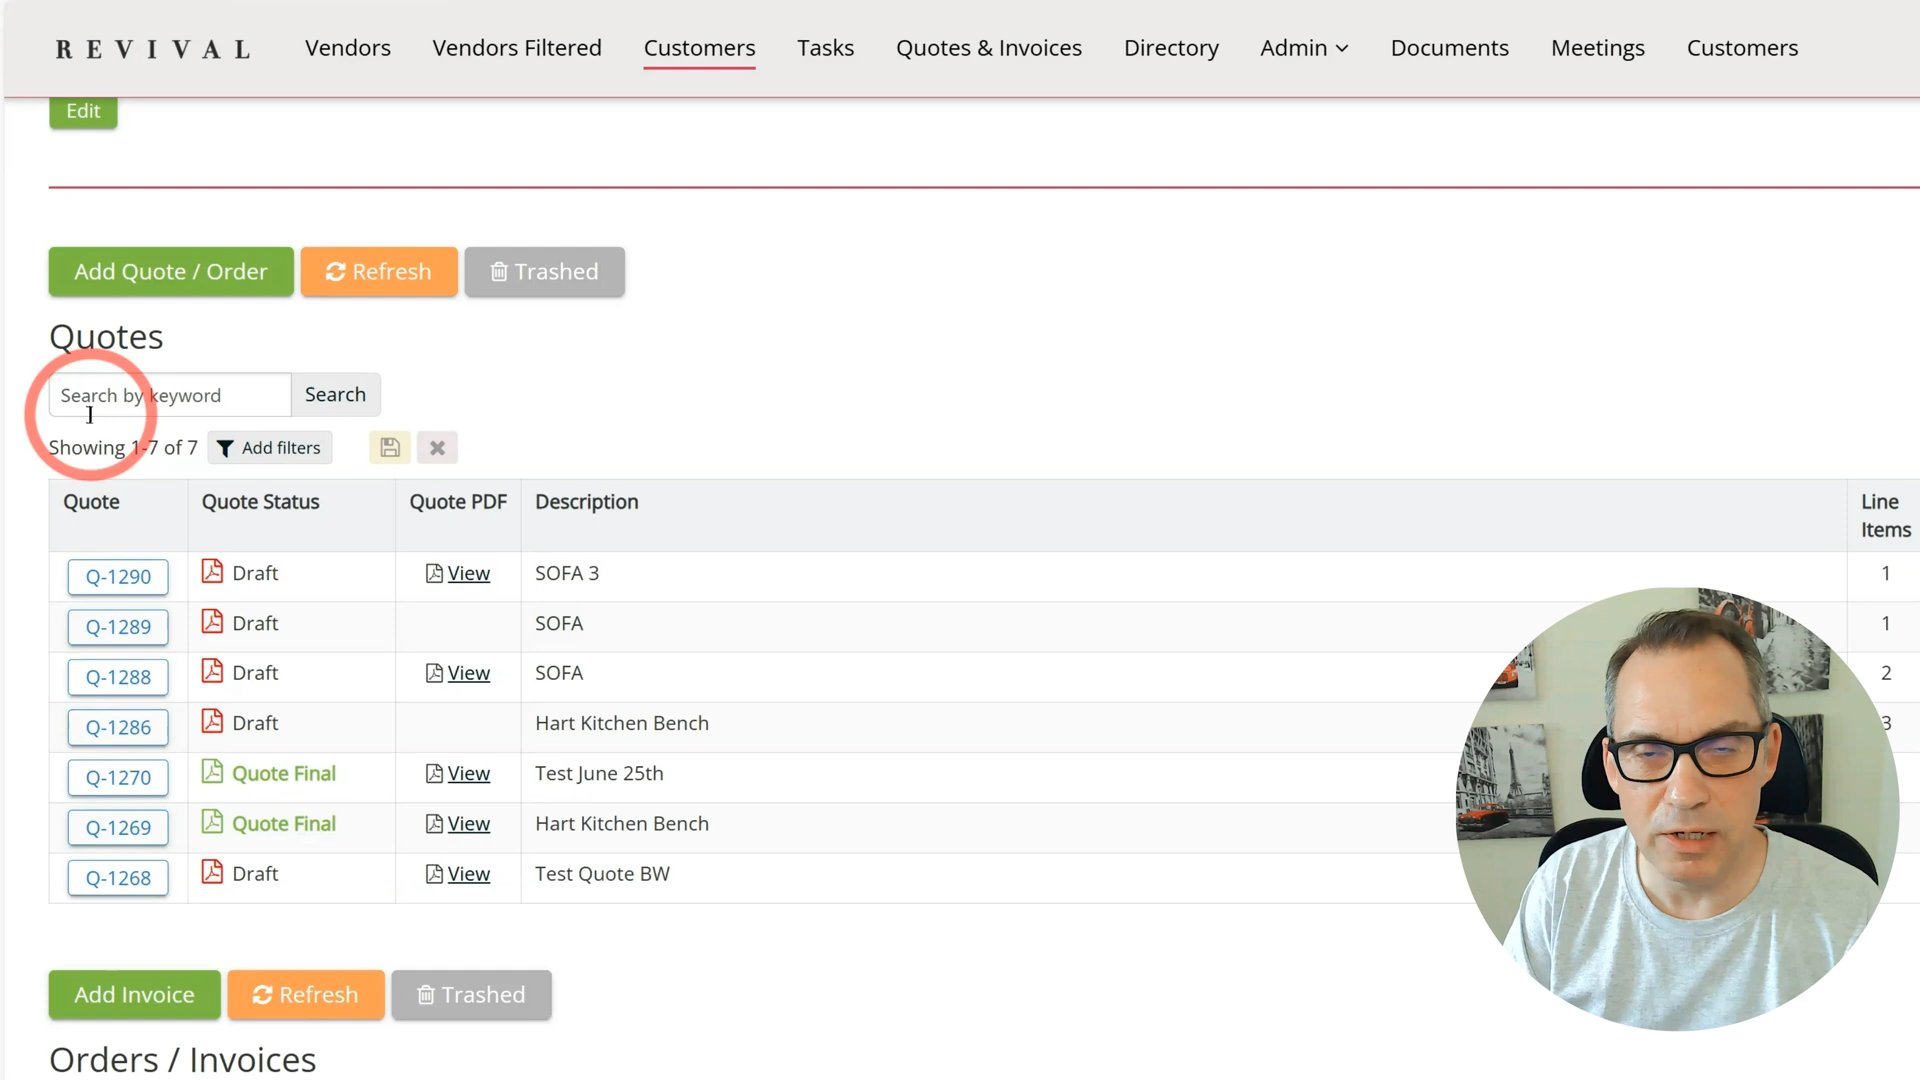 REVIVAL Vendors Vendors Filtered Customers Tasks Quotes & Invoices Directory Admin Documents Meetings Customers
Edit
Add Quote / Order Refresh Trashed
Quotes
Search by keyword Search
Showing 1-7 of 7 Add filters
Quote Quote Status Quote PDF Description Line Items
Q-1290 Draft View SOFA 3 1
Q-1289 Draft SOFA 1
Q-1288 Draft View SOFA 2
Q-1286 Draft Hart Kitchen Bench 3
Q-1270 Quote Final View Test June 25th
Q-1269 Quote Final View Hart Kitchen Bench
Q-1268 Draft View Test Quote BW
Add Invoice Refresh Trashed
Orders / Invoices